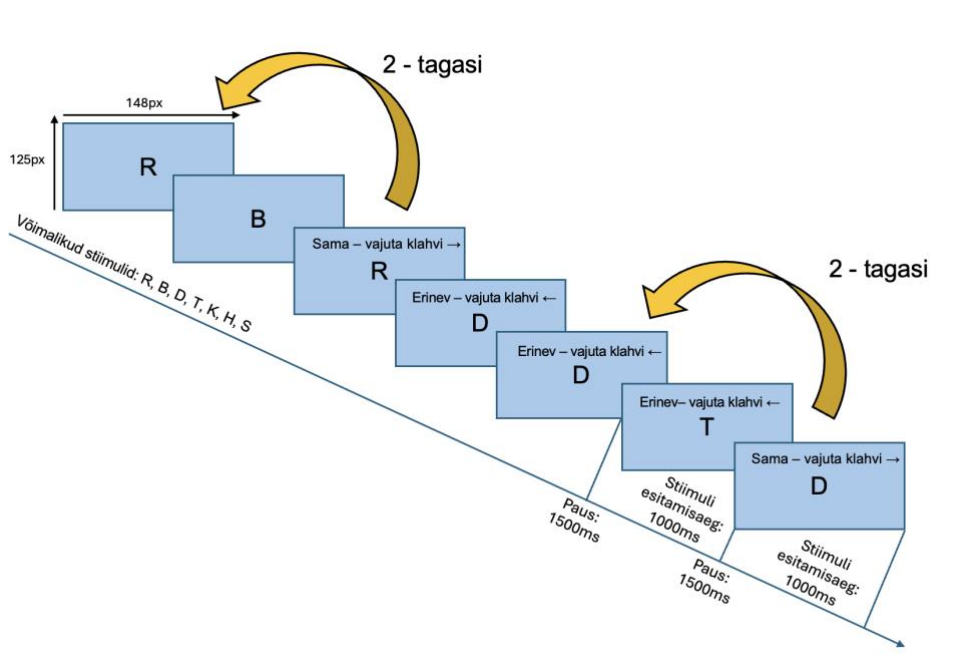 2 - tagasi
148px
125px
R
B
Sama – vajuta klahvi →
R
Erinev – vajuta klahvi ←
D
Erinev – vajuta klahvi ←
D
2 - tagasi
Erinev– vajuta klahvi ←
T
Sama – vajuta klahvi →
D
Võimalikud stiimulid: R, B, D, T, K, H, S
Paus:
1500ms
Stiimuli
esitamisaeg:
1000ms
Paus:
1500ms
Stiimuli
esitamisaeg:
1000ms